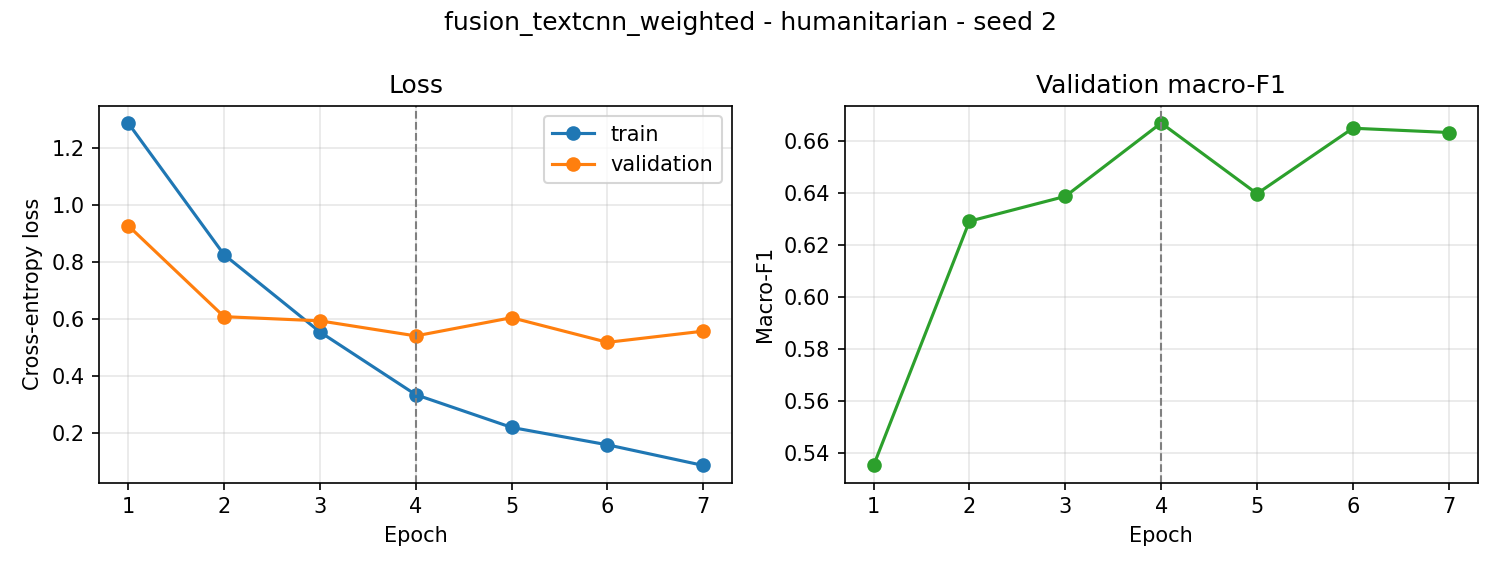 fusion_textcnn_weighted - humanitarian - seed 2
Loss
Cross-entropy loss
1.2
1.0
0.8
0.6
0.4
0.2
train
validation
1 2 3 4 5 6 7
Epoch
Validation macro-F1
Macro-F1
0.66
0.64
0.62
0.60
0.58
0.56
0.54
1 2 3 4 5 6 7
Epoch